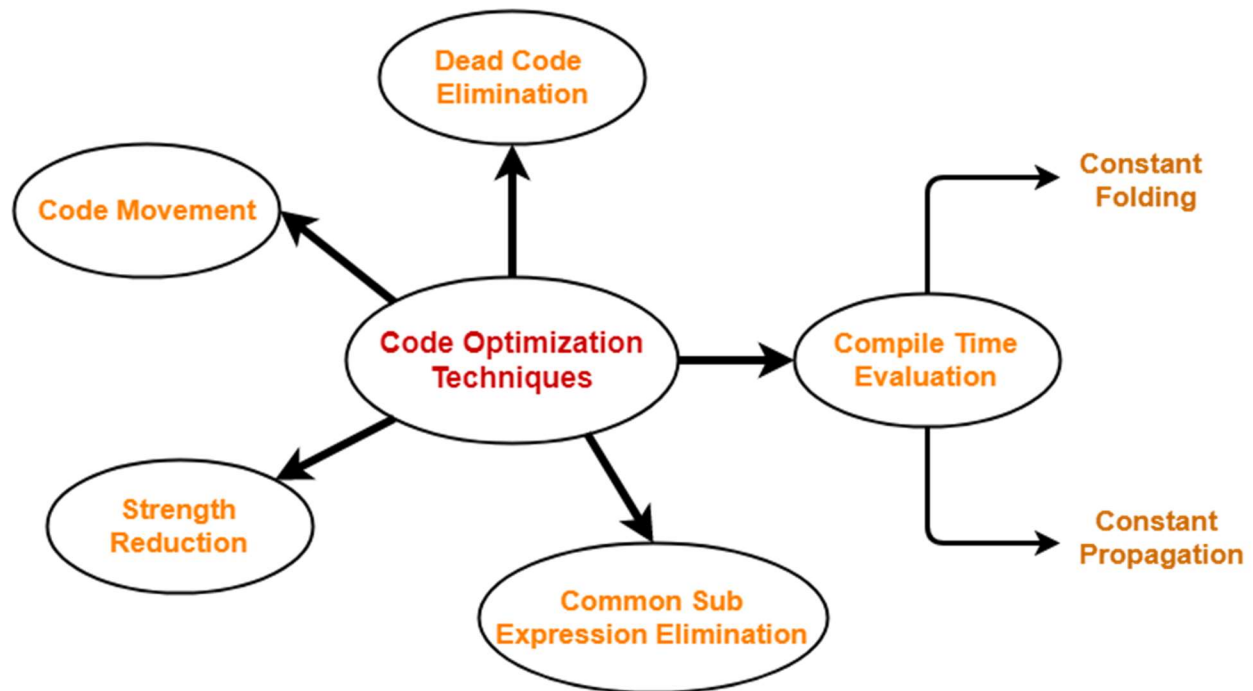 Dead Code
Elimination
Code Movement
Constant
Folding
Code Optimization
Techniques
Compile Time
Evaluation
Strength
Reduction
Constant
Propagation
Common Sub
Expression Elimination